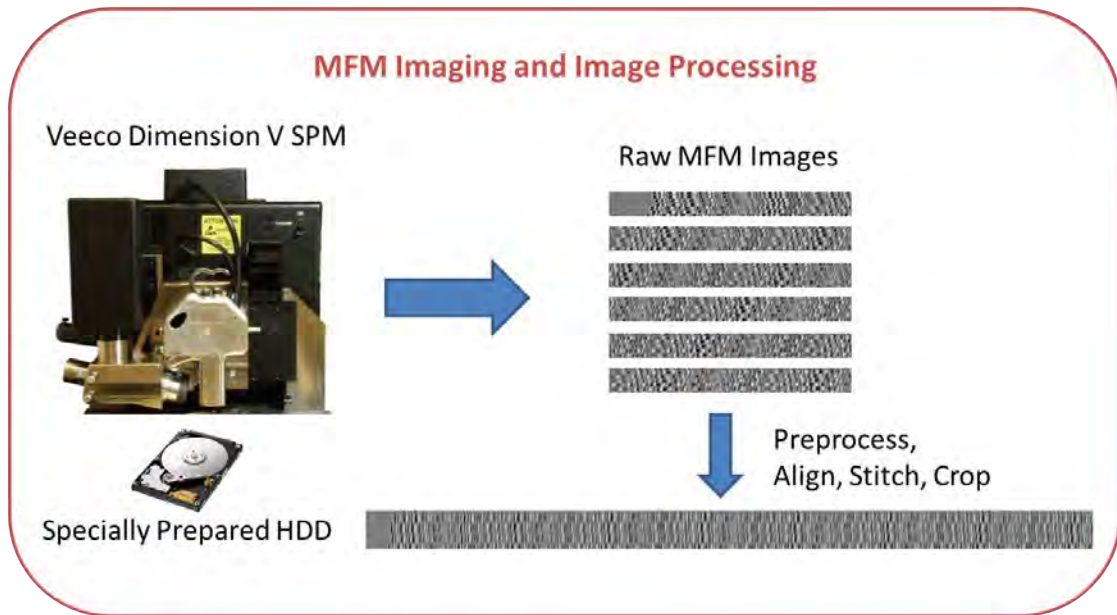 MFM Imaging and Image Processing
Veeco Dimension V SPM
Raw MFM Images
Preprocess,
Align, Stitch, Crop
Specially Prepared HDD